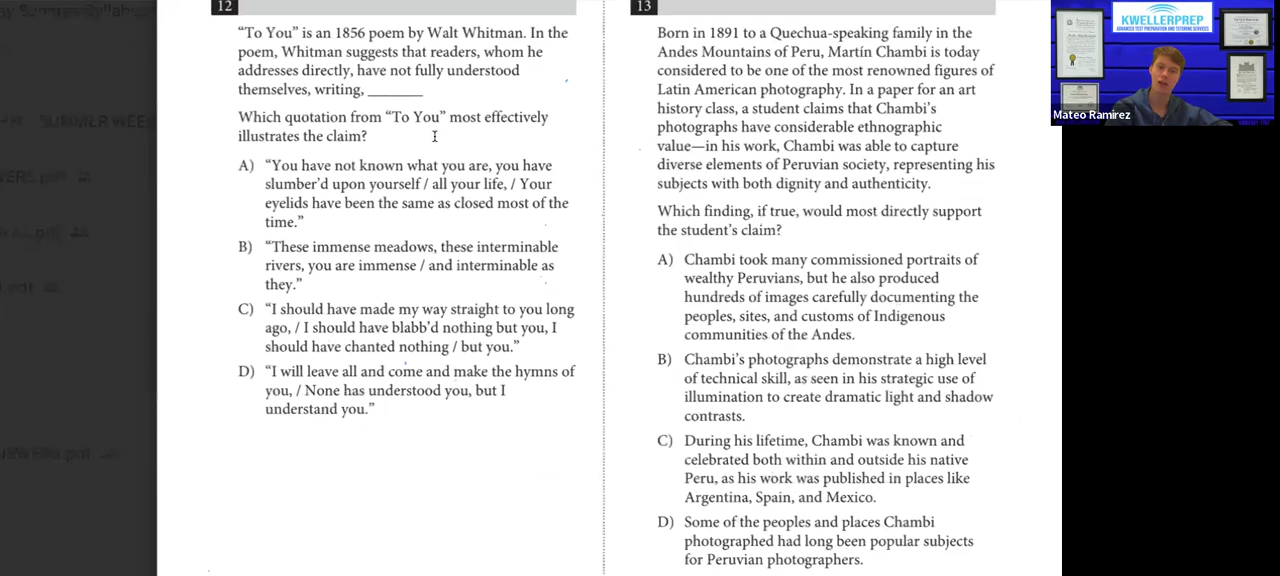 12
“To You” is an 1856 poem by Walt Whitman. In the
poem, Whitman suggests that readers, whom he
addresses directly, have not fully understood
themselves, writing, _______
Which quotation from “To You” most effectively
illustrates the claim?
A) “You have not known what you are, you have
slumber’d upon yourself / all your life, / Your
eyelids have been the same as closed most of the
time.”
B) “These immense meadows, these interminable
rivers, you are immense / and interminable as
they.”
C) “I should have made my way straight to you long
ago, / I should have blabb’d nothing but you, I
should have chanted nothing / but you.”
D) “I will leave all and come and make the hymns of
you, / None has understood you, but I
understand you.”
13
Born in 1891 to a Quechua-speaking family in the
Andes Mountains of Peru, Martín Chambi is today
considered to be one of the most renowned figures of
Latin American photography. In a paper for an art
history class, a student claims that Chambi’s
photographs have considerable ethnographic
value—in his work, Chambi was able to capture
diverse elements of Peruvian society, representing his
subjects with both dignity and authenticity.
Which finding, if true, would most directly support
the student’s claim?
A) Chambi took many commissioned portraits of
wealthy Peruvians, but he also produced
hundreds of images carefully documenting the
peoples, sites, and customs of Indigenous
communities of the Andes.
B) Chambi’s photographs demonstrate a high level
of technical skill, as seen in his strategic use of
illumination to create dramatic light and shadow
contrasts.
C) During his lifetime, Chambi was known and
celebrated both within and outside his native
Peru, as his work was published in places like
Argentina, Spain, and Mexico.
D) Some of the peoples and places Chambi
photographed had long been popular subjects
for Peruvian photographers.
KWELLERPREP
ADVANCED TEST PREPARATION AND TUTORING SERVICES
Mateo Ramirez
SUMMER WEE